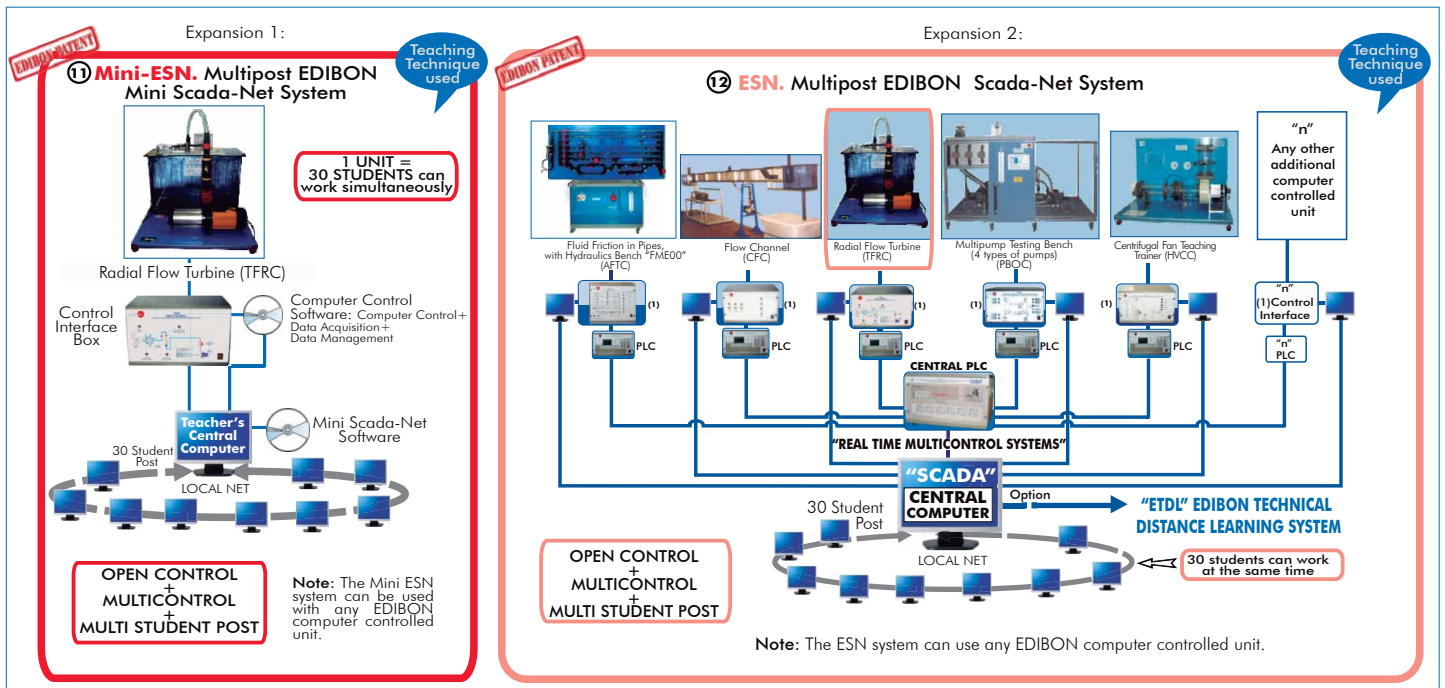 Expansion 1:
EDIBON PATENT
Teaching
Technique
used
11 Mini-ESN. Multipost EDIBON
Mini Scada-Net System
1 UNIT =
30 STUDENTS can
work simultaneously
Radial Flow Turbine (TFRC)
Control
Interface
Box
Computer Control
Software: Computer Control+
Data Acquisition+
Data Management
Teacher's
Central
Computer
Mini Scada-Net
Software
30 Student
Post
LOCAL NET
OPEN CONTROL
+
MULTICONTROL
+
MULTI STUDENT POST
Note: The Mini ESN
system can be used
with any EDIBON
computer controlled
unit.
Expansion 2:
EDIBON PATENT
Teaching
Technique
used
12 ESN. Multipost EDIBON Scada-Net System
Fluid Friction in Pipes,
with Hydraulics Bench "FME00"
(AFTC)
Flow Channel
(CFC)
Radial Flow Turbine
(TFRC)
Multipump Testing Bench
(4 types of pumps)
(PBOC)
Centrifugal Fan Teaching
Trainer (HVCC)
"n"
Any other
additional
computer
controlled
unit
(1)
(1)
(1)
(1)
(1)
"n"
(1)Control
Interface
PLC
PLC
PLC
PLC
PLC
"n"
PLC
CENTRAL PLC
"REAL TIME MULTICONTROL SYSTEMS"
"SCADA"
CENTRAL
COMPUTER
Option
"ETDL" EDIBON TECHNICAL
DISTANCE LEARNING SYSTEM
30 Student
Post
LOCAL NET
30 students can work
at the same time
OPEN CONTROL
+
MULTICONTROL
+
MULTI STUDENT POST
Note: The ESN system can use any EDIBON computer controlled unit.